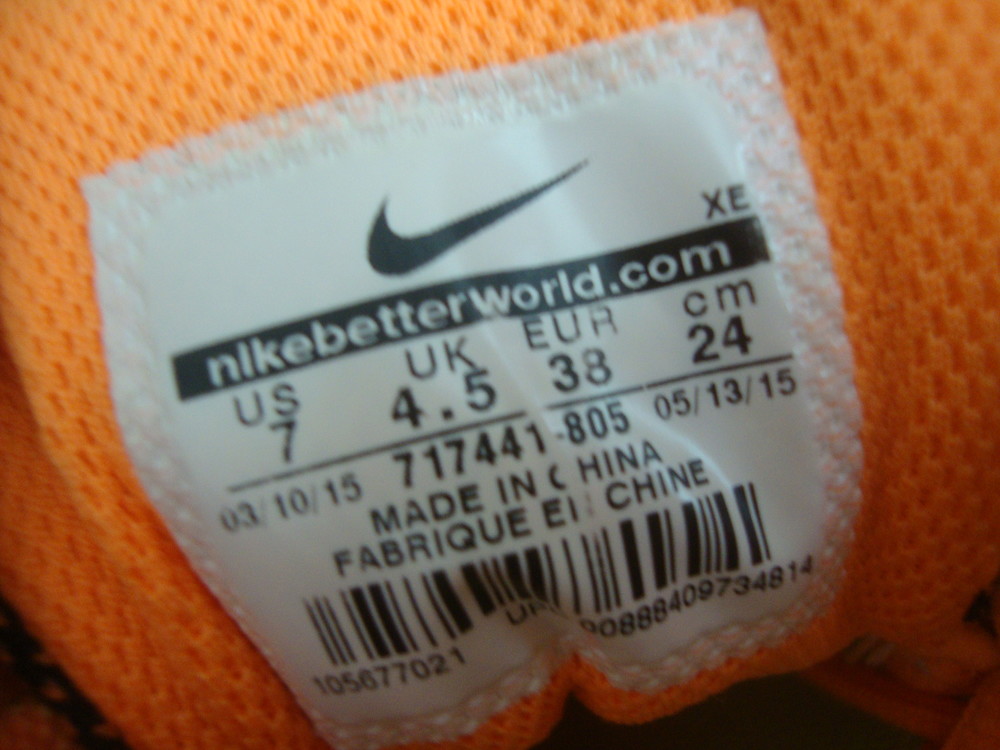 XE
nikebetterworld.com
US UK EUR cm
7 4.5 38 24
03/10/15 717441-805 05/13/15
MADE IN CHINA
FABRIQUE EN CHINE
105677021 00888409734814